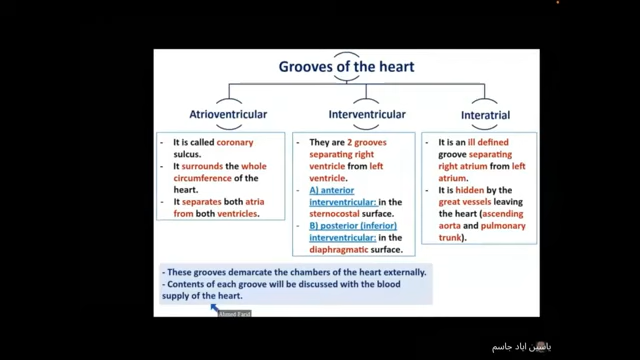 Grooves of the heart
Atrioventricular
- It is called coronary
sulcus.
- It surrounds the whole
circumference of the
heart.
- It separates both atria
from both ventricles.
Interventricular
- They are 2 grooves
separating right
ventricle from left
ventricle.
- A) anterior
interventricular: in the
sternocostal surface.
- B) posterior (inferior)
interventricular: in the
diaphragmatic surface.
Interatrial
- It is an ill defined
groove separating
right atrium from left
atrium.
- It is hidden by the
great vessels leaving
the heart (ascending
aorta and pulmonary
trunk).
- These grooves demarcate the chambers of the heart externally.
- Contents of each groove will be discussed with the blood
supply of the heart.
ياسين اياد جاسم